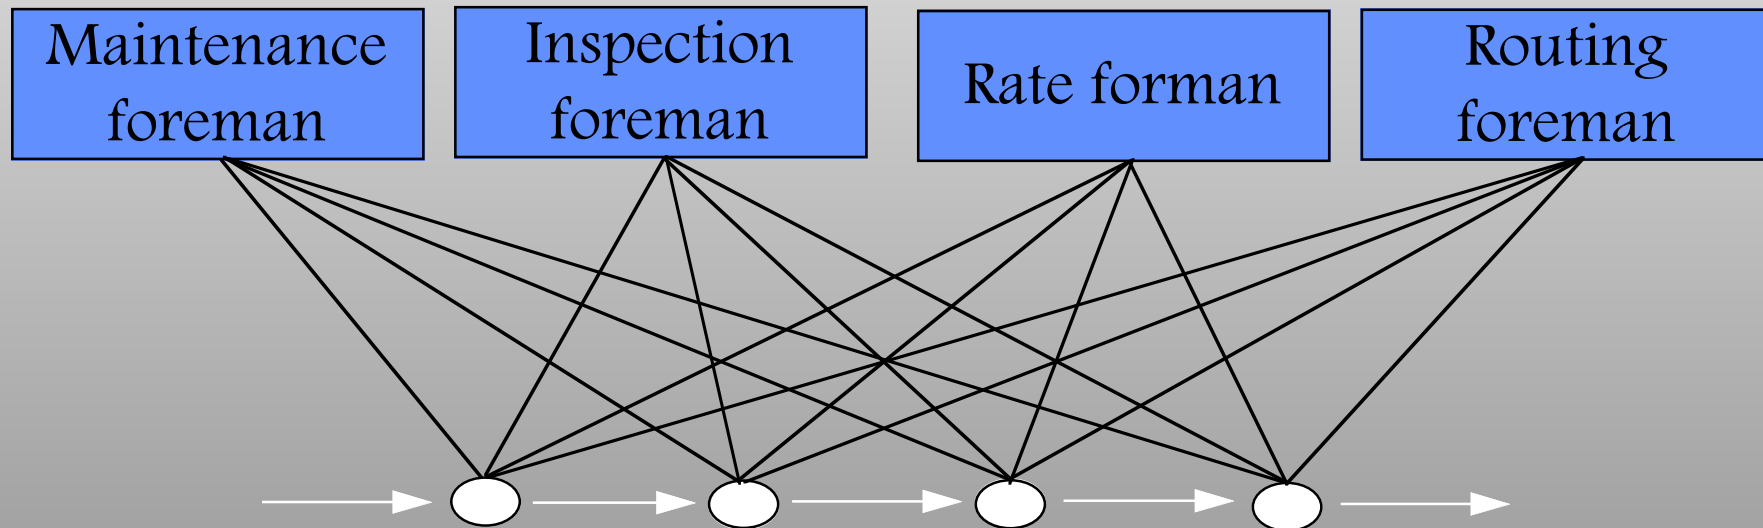 Maintenance
foreman
Inspection
foreman
Rate forman
Routing
foreman